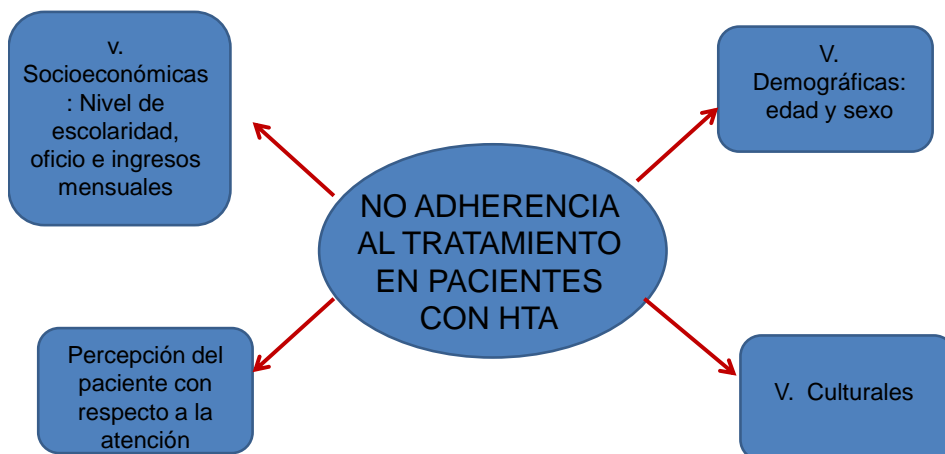 v.
Socioeconómicas
: Nivel de
escolaridad,
oficio e ingresos
mensuales
V.
Demográficas:
edad y sexo
NO ADHERENCIA
AL TRATAMIENTO
EN PACIENTES
CON HTA
Percepción del
paciente con
respecto a la
atención
V. Culturales